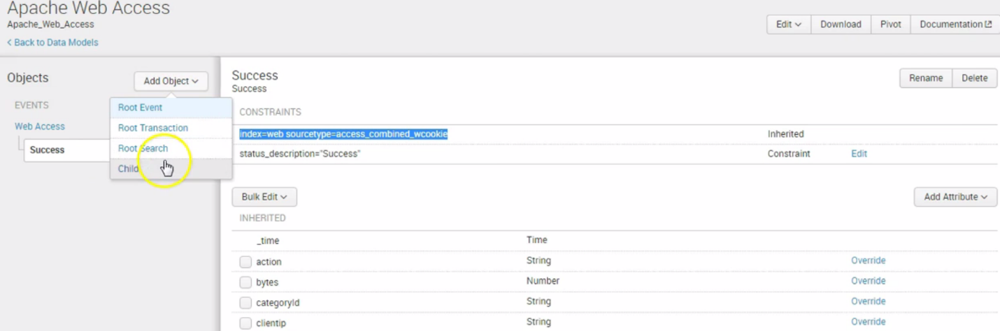 Apache Web Access
Apache_Web_Access
< Back to Data Models
Edit Download Pivot Documentation
Objects
Add Object
Root Event
Root Transaction
Root Search
Child
EVENTS
Web Access
Success
Success
Success
Rename Delete
CONSTRAINTS
index=web sourcetype=access_combined_wcookie Inherited
status_description="Success" Constraint Edit
Bulk Edit Add Attribute
INHERITED
_time Time
action String Override
bytes Number Override
categoryId String Override
clientip String Override